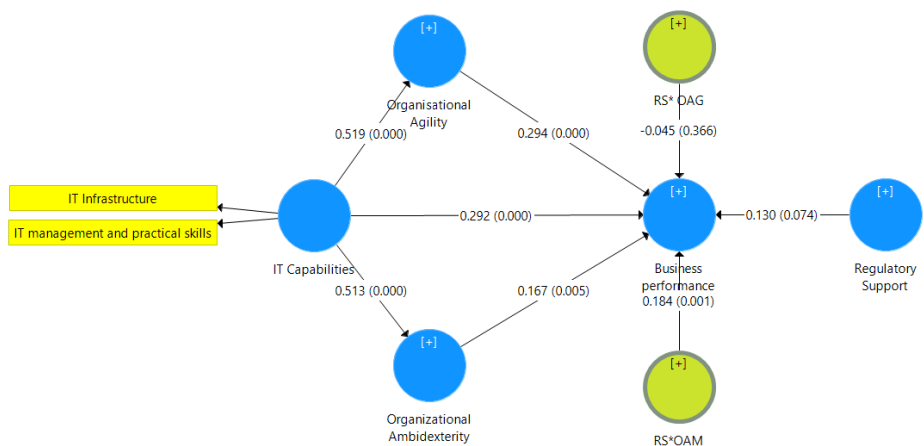 [+]
[+]
Organisational
Agility
RS* OAG
0.519 (0.000)
0.294 (0.000)
-0.045 (0.366)
IT Infrastructure
IT management and practical skills
IT Capabilities
0.292 (0.000)
[+]
Business
performance
0.130 (0.074)
[+]
Regulatory
Support
0.513 (0.000)
0.167 (0.005)
0.184 (0.001)
[+]
Organizational
Ambidexterity
[+]
RS*OAM